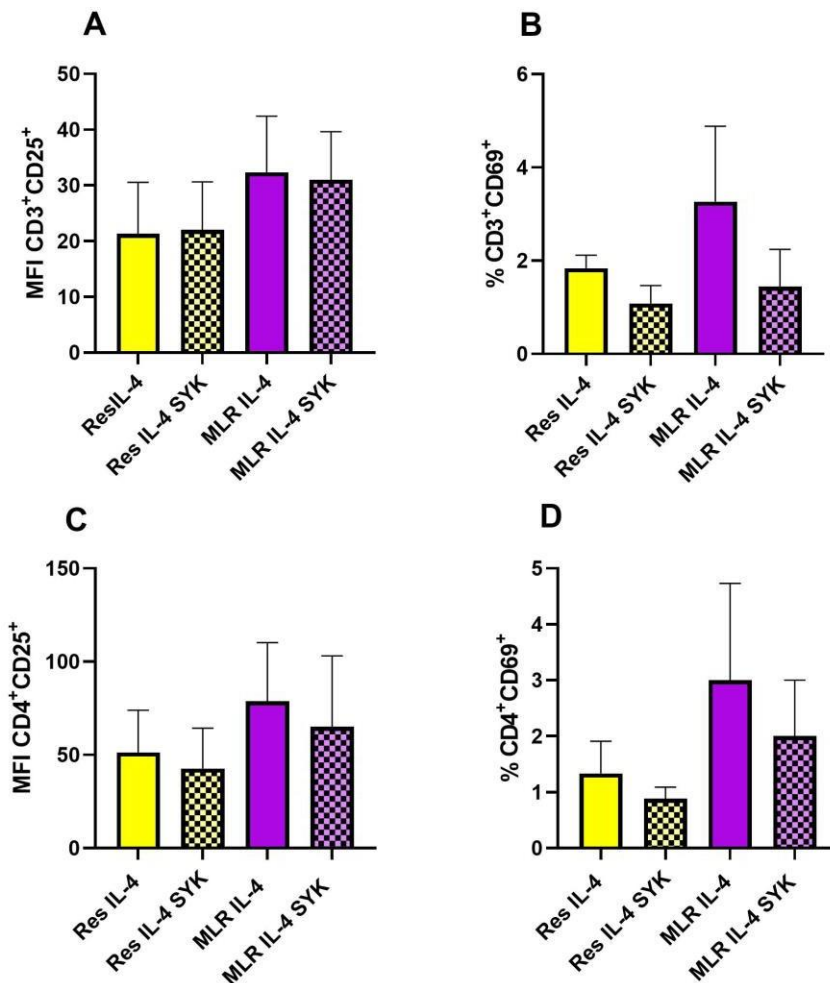 A
MFI CD3⁺CD25⁺
50
40
30
20
10
0
ResIL-4
Res IL-4 SYK
MLR IL-4
MLR IL-4 SYK
B
% CD3⁺CD69⁺
6
4
2
0
Res IL-4
Res IL-4 SYK
MLR IL-4
MLR IL-4 SYK
C
MFI CD4⁺CD25⁺
150
100
50
0
Res IL-4
Res IL-4 SYK
MLR IL-4
MLR IL-4 SYK
D
% CD4⁺CD69⁺
5
4
3
2
1
0
Res IL-4
Res IL-4 SYK
MLR IL-4
MLR IL-4 SYK